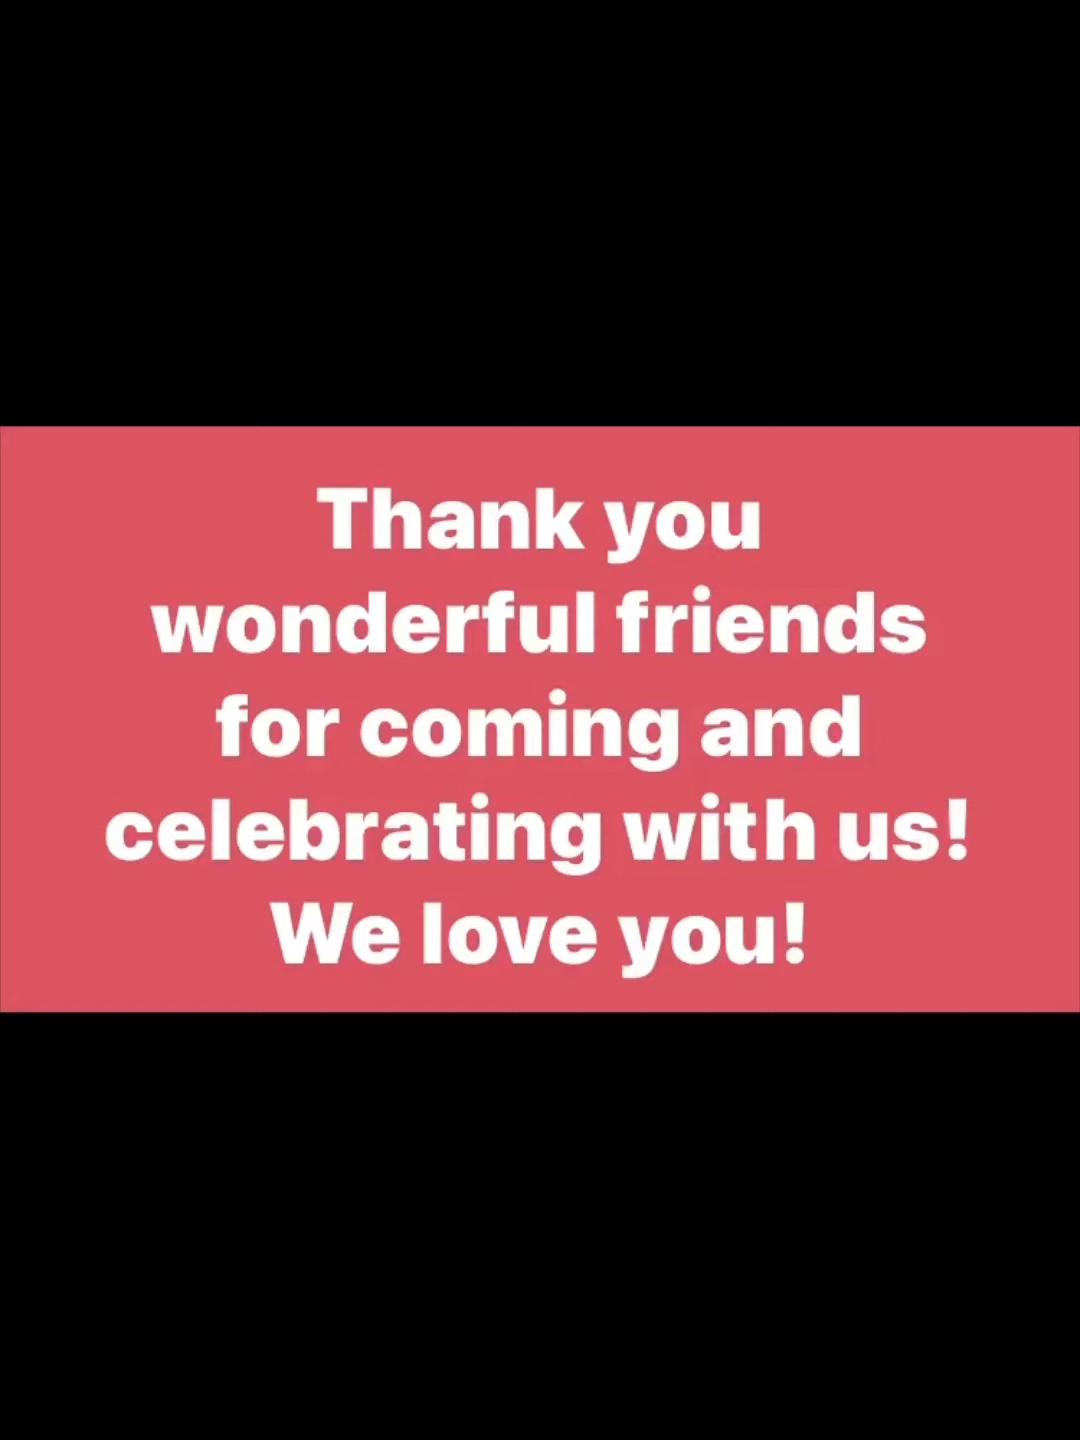 Thank you
wonderful friends
for coming and
celebrating with us!
We love you!